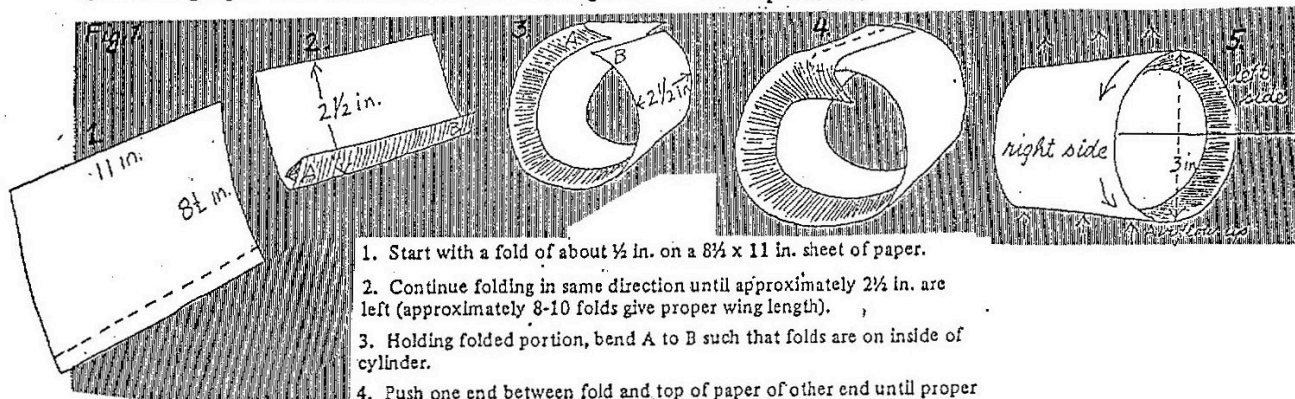 Fig 1.
1.
11 in.
8½ in.
2.
2½ in.
A
B
3.
A
B
2½ in
4.
A
5.
left
side
right side
3 in
1. Start with a fold of about ½ in. on a 8½ x 11 in. sheet of paper.
2. Continue folding in same direction until approximately 2½ in. are
left (approximately 8-10 folds give proper wing length).
3. Holding folded portion, bend A to B such that folds are on inside of
cylinder.
4. Push one end between fold and top of paper of other end until proper